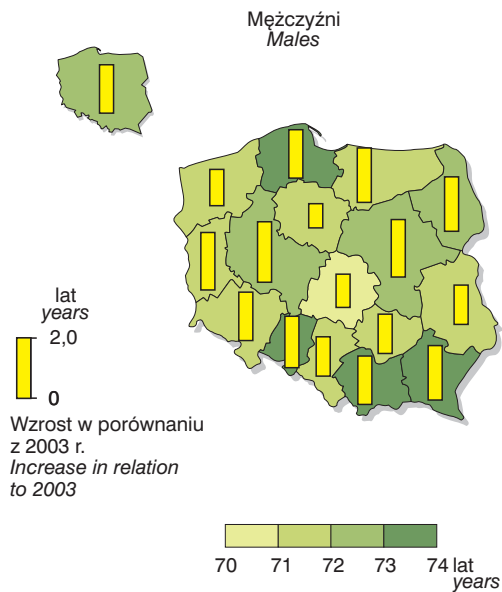 Mężczyźni
Males
lat
years
2,0
0
Wzrost w porównaniu
z 2003 r.
Increase in relation
to 2003
70 71 72 73 74 lat
years